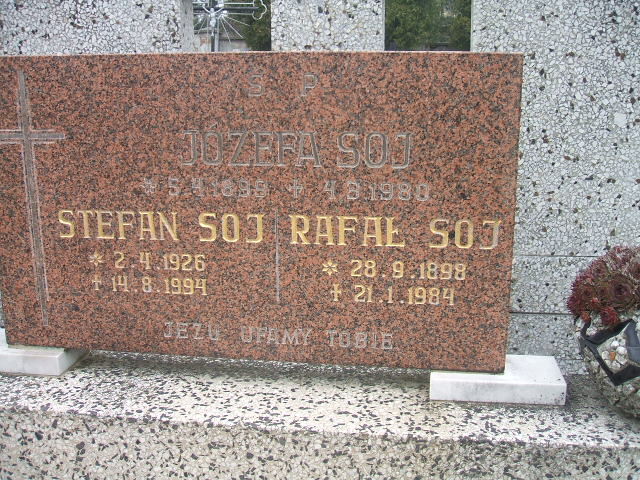 Ś P
JÓZEFA SOJ
* 5.4.1899 + 4.8.1980
STEFAN SOJ
* 2.4.1926
+ 14.8.1994
RAFAŁ SOJ
* 28.9.1898
+ 21.1.1984
JEZU UFAMY TOBIE